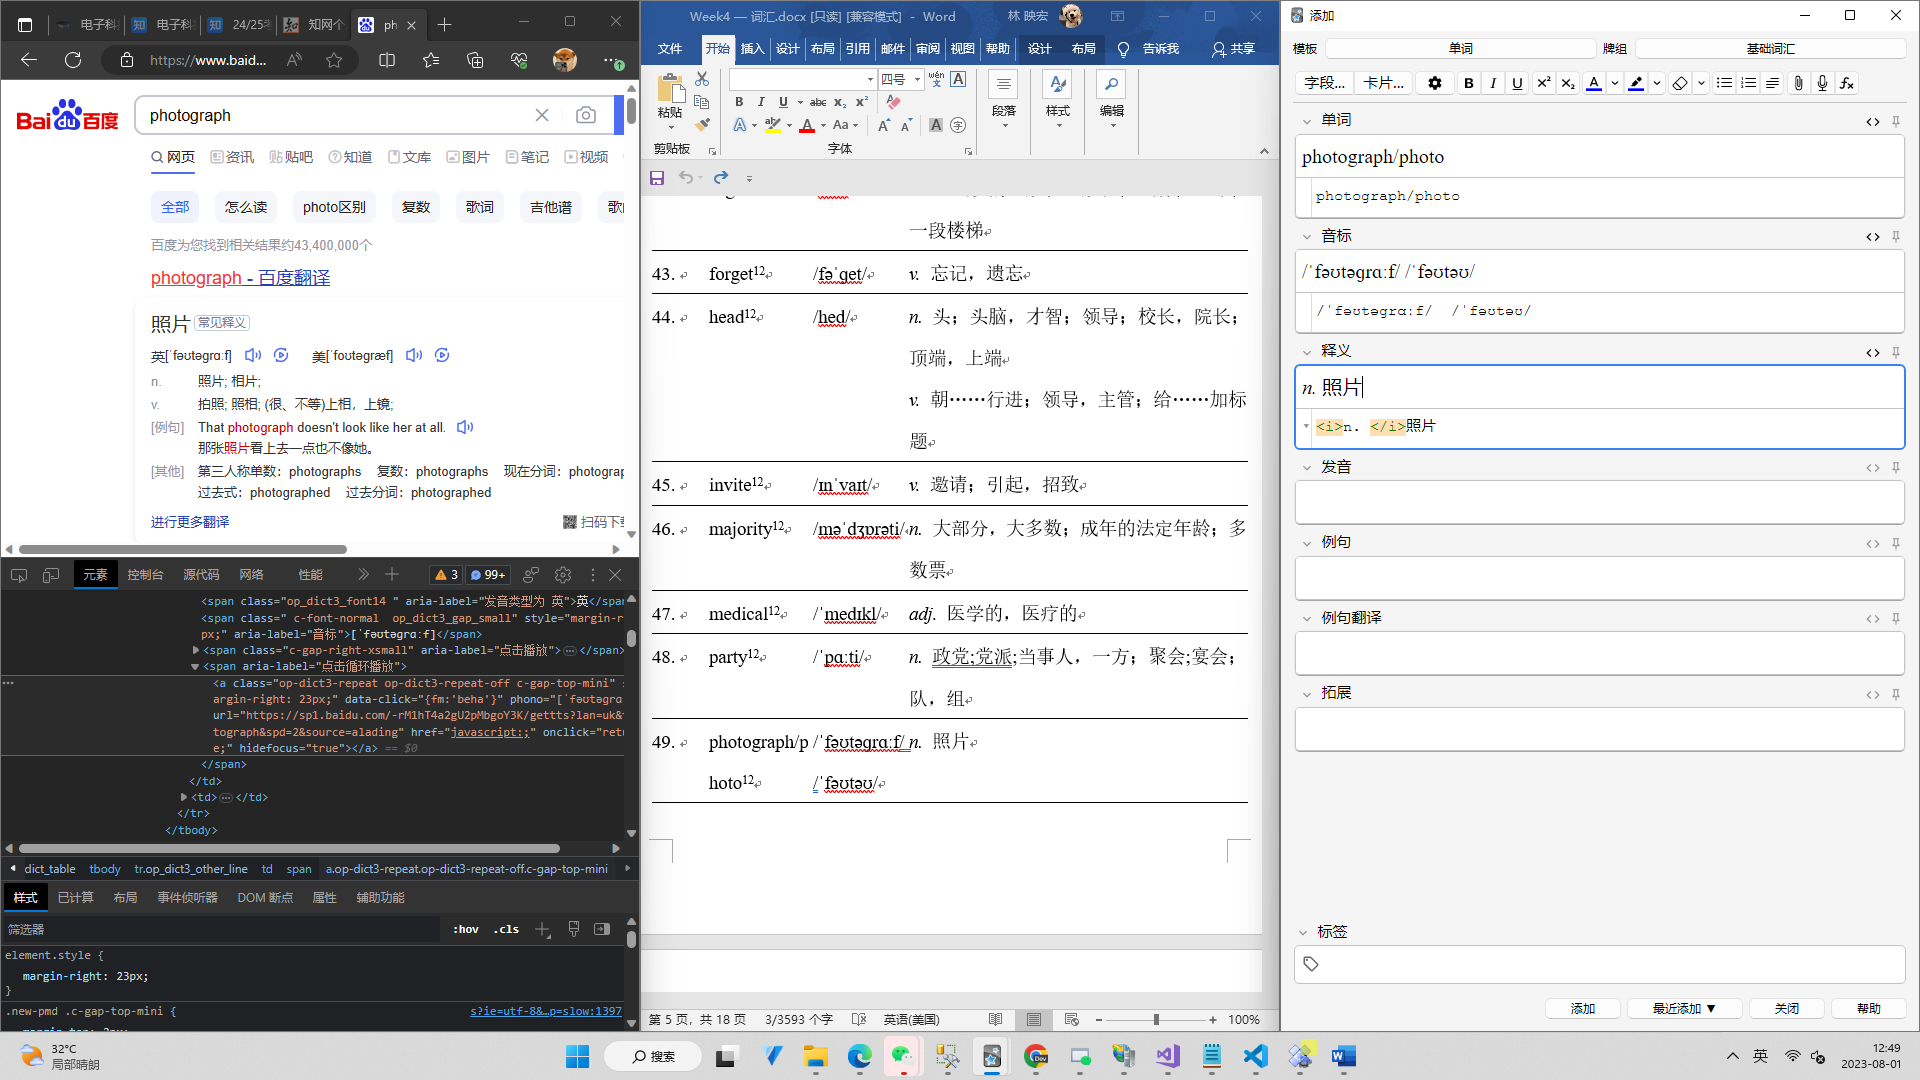 电子科
电子科
24/25考
知网个
ph
https://www.baid...
Baidu百度
photograph
网页 资讯 贴吧 知道 文库 图片 笔记 视频
全部 怎么读 photo区别 复数 歌词 吉他谱
百度为您找到相关结果约43,400,000个
photograph - 百度翻译
照片 常见释义
英[ˈfəʊtəɡrɑːf] 美[ˈfoʊtəɡræf]
n. 照片; 相片;
v. 拍照; 照相; (很、不等)上相，上镜;
[例句] That photograph doesn't look like her at all.
那张照片看上去一点也不像她。
[其他] 第三人称单数：photographs 复数：photographs 现在分词：photograp
过去式：photographed 过去分词：photographed
进行更多翻译 扫码下载
元素 控制台 源代码 网络 性能 3 99+
<span class="op_dict3_font14 " aria-label="发音类型为 英">英</span
<span class=" c-font-normal  op_dict3_gap_small" style="margin-r
px;" aria-label="音标">[ˈfəʊtəɡrɑːf]</span>
<span class="c-gap-right-xsmall" aria-label="点击播放">…</span>
<span aria-label="点击循环播放">
<a class="op-dict3-repeat op-dict3-repeat-off c-gap-top-mini"
argin-right: 23px;" data-click="{fm:'beha'}" phono="[ˈfəʊtəɡrɑ
url="https://sp1.baidu.com/-rM1hT4a2gU2pMbgoY3K/gettts?lan=uk&
tograph&spd=2&source=alading" href="javascript:;" onclick="retu
e;" hidefocus="true"></a> == $0
</span>
</td>
<td>…</td>
</tr>
</tbody>
dict_table tbody tr.op_dict3_other_line td span a.op-dict3-repeat.op-dict3-repeat-off.c-gap-top-mini
样式 已计算 布局 事件侦听器 DOM 断点 属性 辅助功能
筛选器 :hov .cls
element.style {
margin-right: 23px;
}
.new-pmd .c-gap-top-mini { s?ie=utf-8&…p=slow:1397
Week4 — 词汇.docx [只读] [兼容模式] - Word 林 映宏
文件 开始 插入 设计 布局 引用 邮件 审阅 视图 帮助 设计 布局 告诉我 共享
四号
粘贴 段落 样式 编辑
剪贴板 字体
一段楼梯
43. forget12 /fəˈɡet/ v. 忘记，遗忘
44. head12 /hed/ n. 头；头脑，才智；领导；校长，院长；
顶端，上端
v. 朝……行进；领导，主管；给……加标
题
45. invite12 /ɪnˈvaɪt/ v. 邀请；引起，招致
46. majority12 /məˈdʒɒrəti/ n. 大部分，大多数；成年的法定年龄；多
数票
47. medical12 /ˈmedɪkl/ adj. 医学的，医疗的
48. party12 /ˈpɑːti/ n. 政党;党派;当事人，一方；聚会;宴会；
队，组
49. photograph/p /ˈfəʊtəɡrɑːf/ n. 照片
hoto12 /ˈfəʊtəʊ/
第 5 页，共 18 页 3/3593 个字 英语(美国) 100%
添加
模板 单词 牌组 基础词汇
字段... 卡片...
单词
photograph/photo
photograph/photo
音标
/ˈfəʊtəɡrɑːf/ /ˈfəʊtəʊ/
/ˈfəʊtəɡrɑːf/ /ˈfəʊtəʊ/
释义
n. 照片
<i>n. </i>照片
发音
例句
例句翻译
拓展
标签
添加 最近添加 ▼ 关闭 帮助
32°C
局部晴朗
搜索
英
12:49
2023-08-01